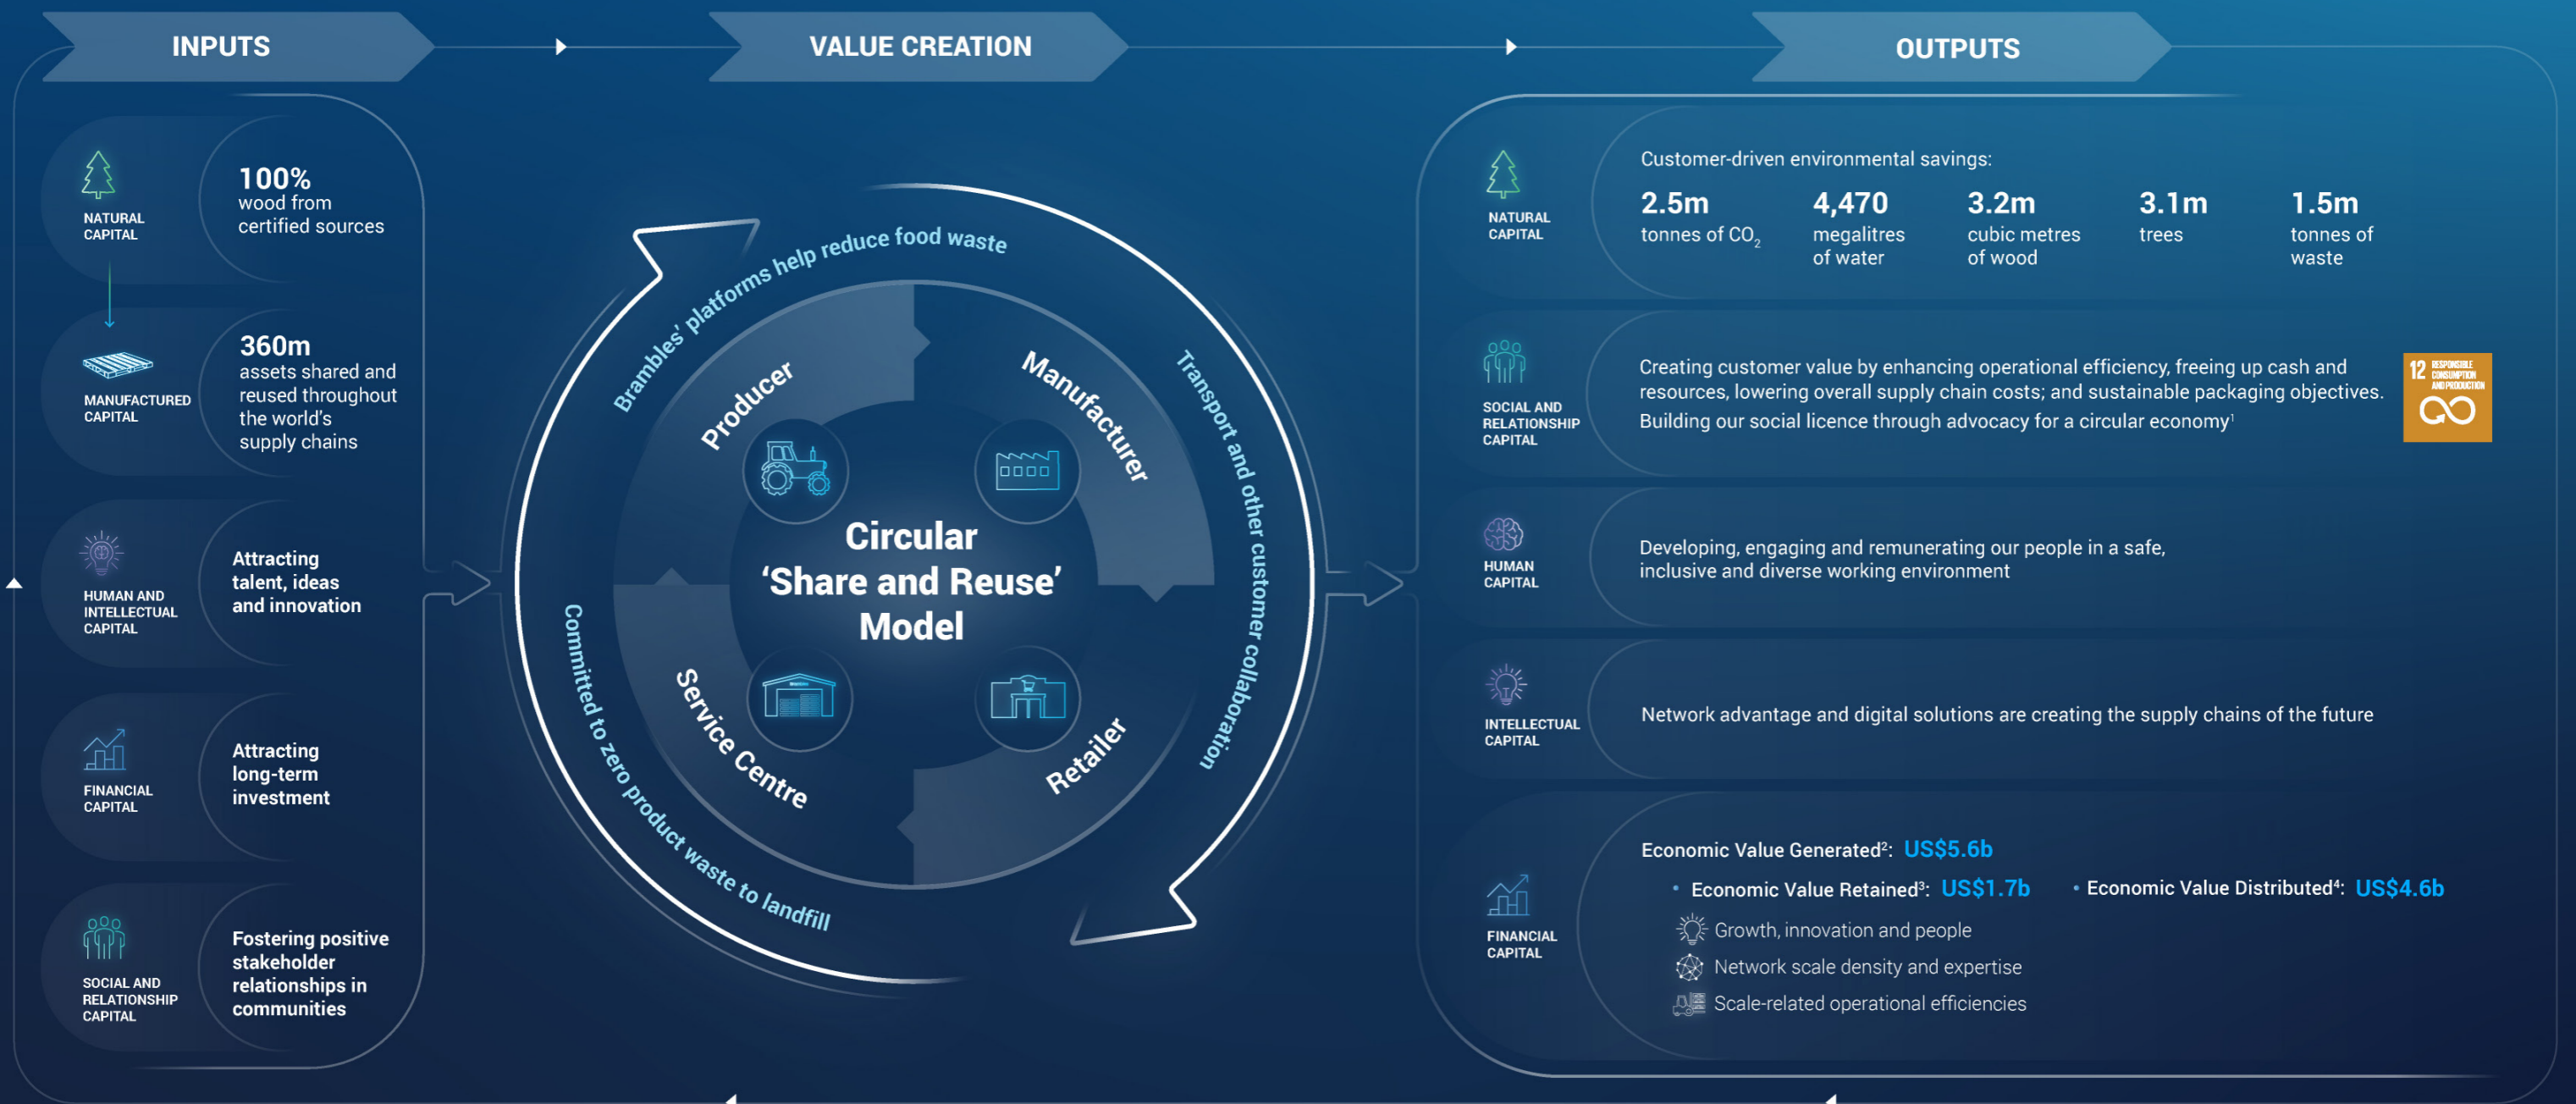 INPUTS
VALUE CREATION
OUTPUTS
NATURAL
CAPITAL
100%
wood from
certified sources
MANUFACTURED
CAPITAL
360m
assets shared and
reused throughout
the world's
supply chains
HUMAN AND
INTELLECTUAL
CAPITAL
Attracting
talent, ideas
and innovation
FINANCIAL
CAPITAL
Attracting
long-term
investment
SOCIAL AND
RELATIONSHIP
CAPITAL
Fostering positive
stakeholder
relationships in
communities
Brambles' platforms help reduce food waste
Transport and other customer collaboration
Committed to zero product waste to landfill
Producer
Manufacturer
Retailer
Service Centre
Circular
‘Share and Reuse’
Model
NATURAL
CAPITAL
Customer-driven environmental savings:
2.5m
tonnes of CO₂
4,470
megalitres
of water
3.2m
cubic metres
of wood
3.1m
trees
1.5m
tonnes of
waste
SOCIAL AND
RELATIONSHIP
CAPITAL
Creating customer value by enhancing operational efficiency, freeing up cash and
resources, lowering overall supply chain costs; and sustainable packaging objectives.
Building our social licence through advocacy for a circular economy¹
12 RESPONSIBLE
CONSUMPTION
AND PRODUCTION
HUMAN
CAPITAL
Developing, engaging and remunerating our people in a safe,
inclusive and diverse working environment
INTELLECTUAL
CAPITAL
Network advantage and digital solutions are creating the supply chains of the future
FINANCIAL
CAPITAL
Economic Value Generated²: US$5.6b
• Economic Value Retained³: US$1.7b
• Economic Value Distributed⁴: US$4.6b
Growth, innovation and people
Network scale density and expertise
Scale-related operational efficiencies